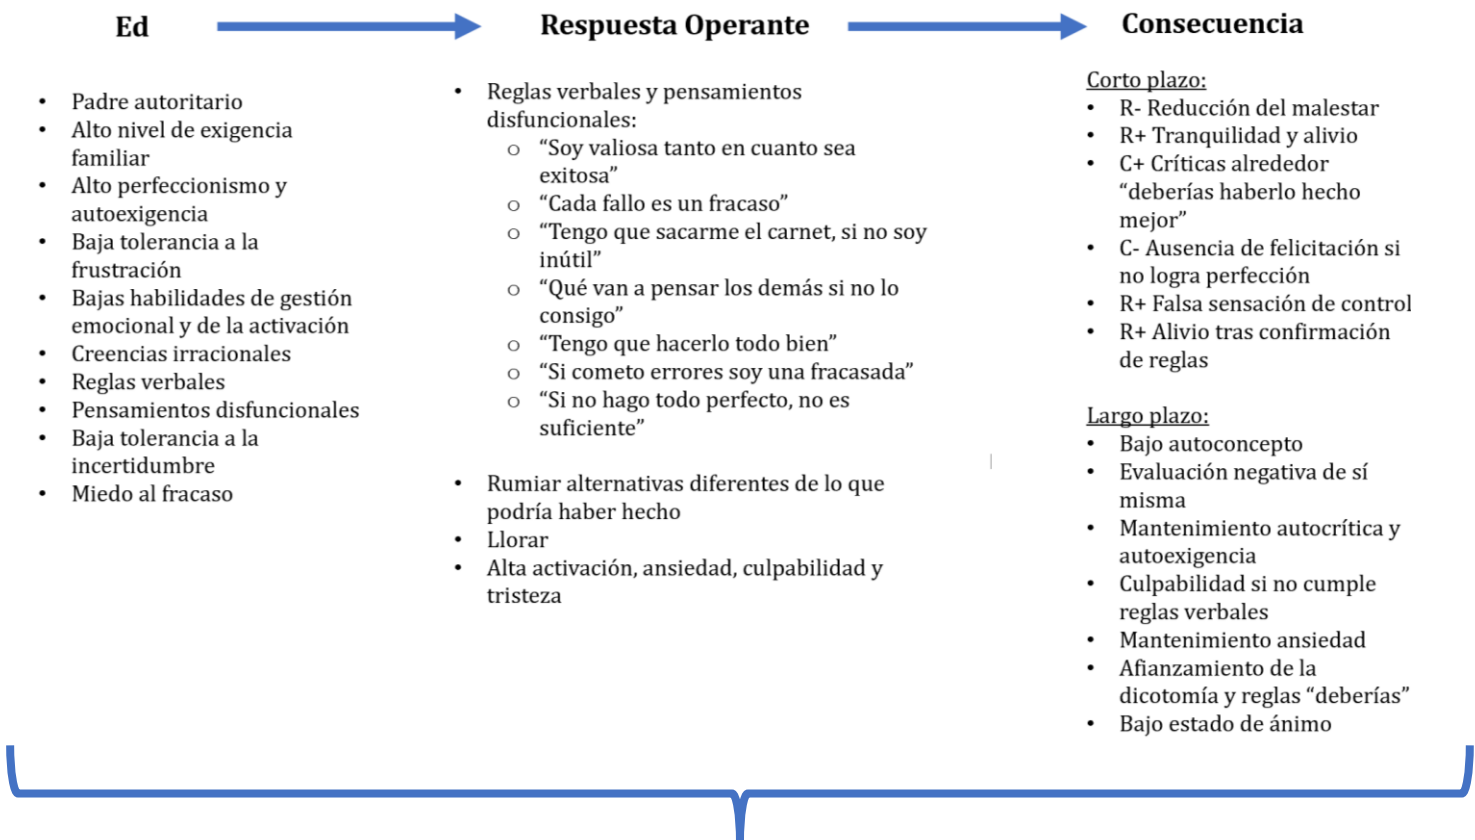 Ed
Respuesta Operante
Consecuencia
• Padre autoritario
• Alto nivel de exigencia
familiar
• Alto perfeccionismo y
autoexigencia
• Baja tolerancia a la
frustración
• Bajas habilidades de gestión
emocional y de la activación
• Creencias irracionales
• Reglas verbales
• Pensamientos disfuncionales
• Baja tolerancia a la
incertidumbre
• Miedo al fracaso
• Reglas verbales y pensamientos
disfuncionales:
o “Soy valiosa tanto en cuanto sea
exitosa”
o “Cada fallo es un fracaso”
o “Tengo que sacarme el carnet, si no soy
inútil”
o “Qué van a pensar los demás si no lo
consigo”
o “Tengo que hacerlo todo bien”
o “Si cometo errores soy una fracasada”
o “Si no hago todo perfecto, no es
suficiente”
• Rumiar alternativas diferentes de lo que
podría haber hecho
• Llorar
• Alta activación, ansiedad, culpabilidad y
tristeza
Corto plazo:
• R- Reducción del malestar
• R+ Tranquilidad y alivio
• C+ Críticas alrededor
“deberías haberlo hecho
mejor”
• C- Ausencia de felicitación si
no logra perfección
• R+ Falsa sensación de control
• R+ Alivio tras confirmación
de reglas
Largo plazo:
• Bajo autoconcepto
• Evaluación negativa de sí
misma
• Mantenimiento autocrítica y
autoexigencia
• Culpabilidad si no cumple
reglas verbales
• Mantenimiento ansiedad
• Afianzamiento de la
dicotomía y reglas “deberías”
• Bajo estado de ánimo